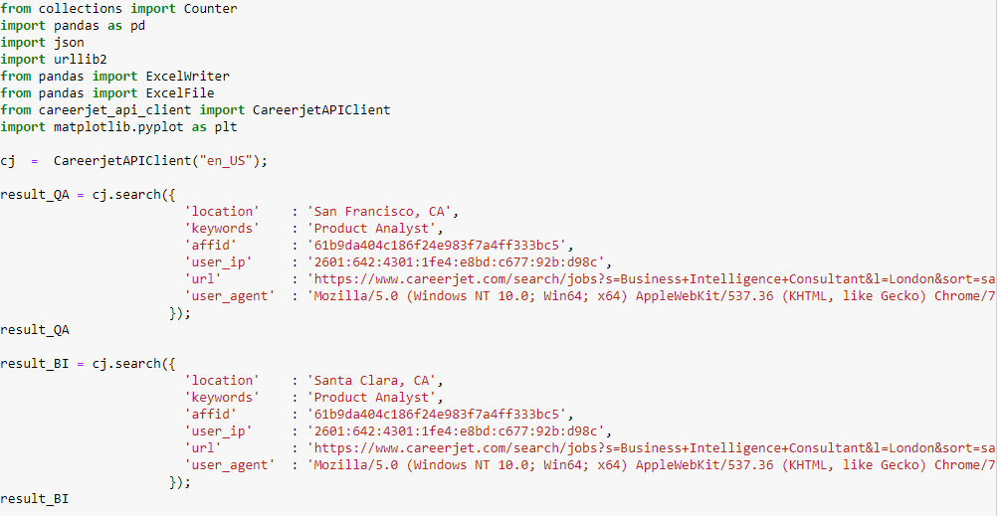 from collections import Counter
import pandas as pd
import json
import urllib2
from pandas import ExcelWriter
from pandas import ExcelFile
from careerjet_api_client import CareerjetAPIClient
import matplotlib.pyplot as plt
cj  =  CareerjetAPIClient("en_US");
result_QA = cj.search({
'location'    : 'San Francisco, CA',
'keywords'    : 'Product Analyst',
'affid'       : '61b9da404c186f24e983f7a4ff333bc5',
'user_ip'     : '2601:642:4301:1fe4:e8bd:c677:92b:d98c',
'url'         : 'https://www.careerjet.com/search/jobs?s=Business+Intelligence+Consultant&l=London&sort=sa
'user_agent'  : 'Mozilla/5.0 (Windows NT 10.0; Win64; x64) AppleWebKit/537.36 (KHTML, like Gecko) Chrome/7
});
result_QA
result_BI = cj.search({
'location'    : 'Santa Clara, CA',
'keywords'    : 'Product Analyst',
'affid'       : '61b9da404c186f24e983f7a4ff333bc5',
'user_ip'     : '2601:642:4301:1fe4:e8bd:c677:92b:d98c',
'url'         : 'https://www.careerjet.com/search/jobs?s=Business+Intelligence+Consultant&l=London&sort=sa
'user_agent'  : 'Mozilla/5.0 (Windows NT 10.0; Win64; x64) AppleWebKit/537.36 (KHTML, like Gecko) Chrome/7
});
result_BI